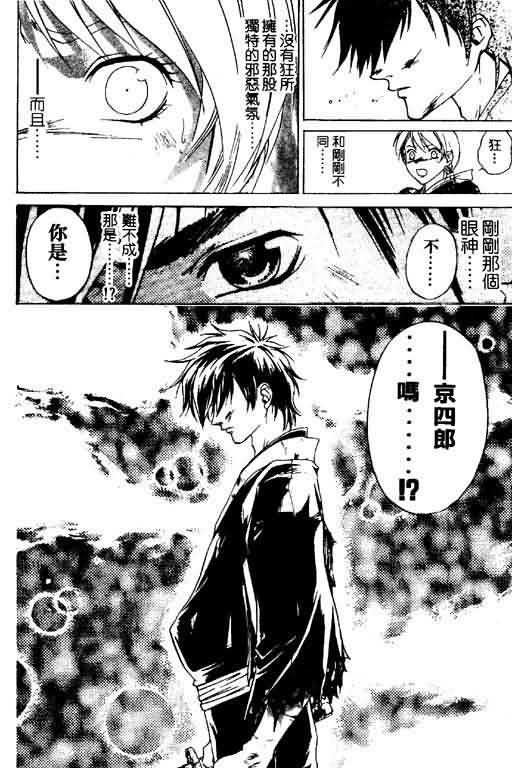 狂…
和剛剛不
同……
…沒有狂所
擁有的那股
獨特的邪惡氣氛…
——而且……
剛剛那個
眼神……
不……
難不成……
那是……!?
你是…
——京四郎
……嗎……!?